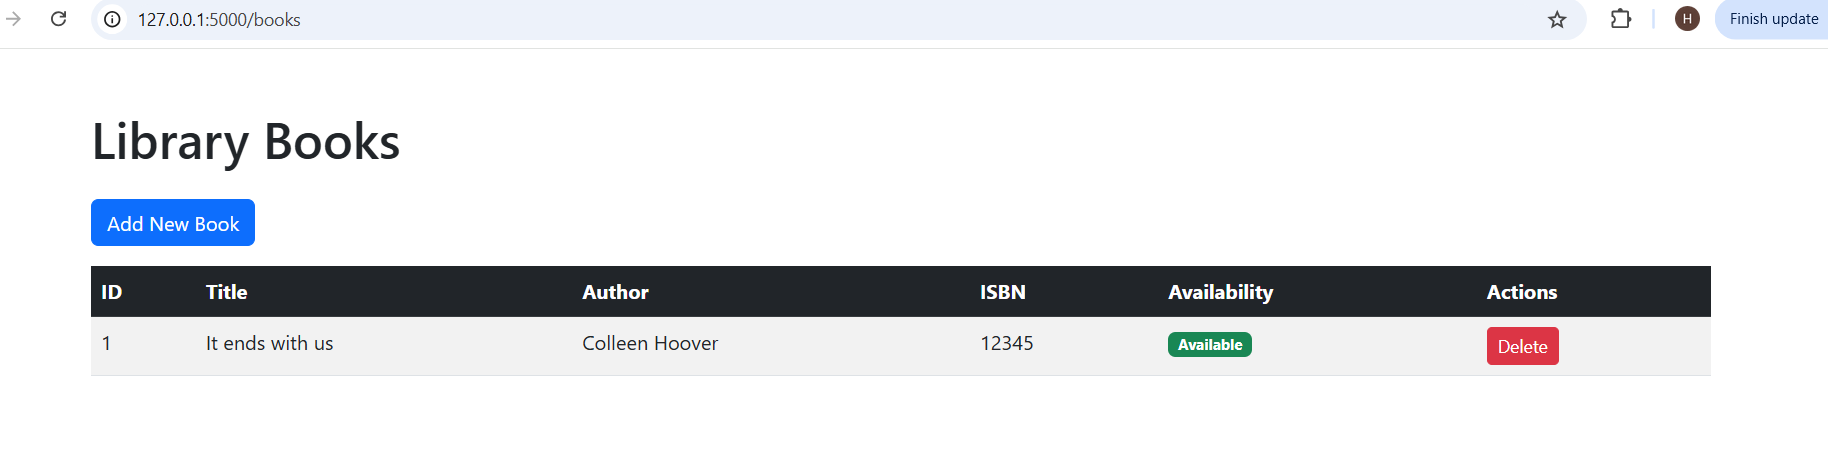 127.0.0.1:5000/books
H
Finish update
Library Books
Add New Book
ID Title Author ISBN Availability Actions
1 It ends with us Colleen Hoover 12345 Available Delete